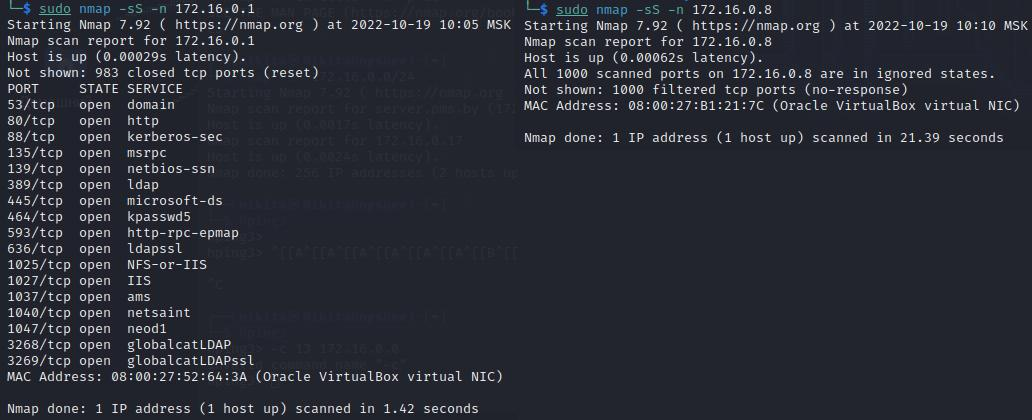 └─$ sudo nmap -sS -n 172.16.0.1
Starting Nmap 7.92 ( https://nmap.org ) at 2022-10-19 10:05 MSK
Nmap scan report for 172.16.0.1
Host is up (0.00029s latency).
Not shown: 983 closed tcp ports (reset)
PORT     STATE SERVICE
53/tcp   open  domain
80/tcp   open  http
88/tcp   open  kerberos-sec
135/tcp  open  msrpc
139/tcp  open  netbios-ssn
389/tcp  open  ldap
445/tcp  open  microsoft-ds
464/tcp  open  kpasswd5
593/tcp  open  http-rpc-epmap
636/tcp  open  ldapssl
1025/tcp open  NFS-or-IIS
1027/tcp open  IIS
1037/tcp open  ams
1040/tcp open  netsaint
1047/tcp open  neod1
3268/tcp open  globalcatLDAP
3269/tcp open  globalcatLDAPssl
MAC Address: 08:00:27:52:64:3A (Oracle VirtualBox virtual NIC)
Nmap done: 1 IP address (1 host up) scanned in 1.42 seconds
└─$ sudo nmap -sS -n 172.16.0.8
Starting Nmap 7.92 ( https://nmap.org ) at 2022-10-19 10:10 MSK
Nmap scan report for 172.16.0.8
Host is up (0.00062s latency).
All 1000 scanned ports on 172.16.0.8 are in ignored states.
Not shown: 1000 filtered tcp ports (no-response)
MAC Address: 08:00:27:B1:21:7C (Oracle VirtualBox virtual NIC)
Nmap done: 1 IP address (1 host up) scanned in 21.39 seconds